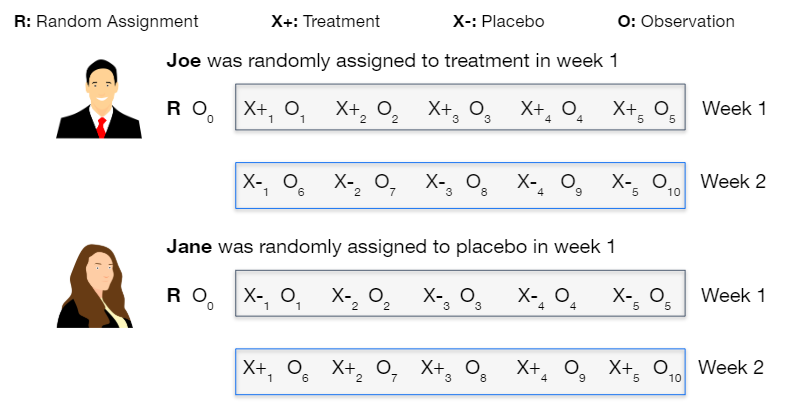 R: Random Assignment X+: Treatment X-: Placebo O: Observation
Joe was randomly assigned to treatment in week 1
R O₀ X+₁ O₁ X+₂ O₂ X+₃ O₃ X+₄ O₄ X+₅ O₅ Week 1
X-₁ O₆ X-₂ O₇ X-₃ O₈ X-₄ O₉ X-₅ O₁₀ Week 2
Jane was randomly assigned to placebo in week 1
R O₀ X-₁ O₁ X-₂ O₂ X-₃ O₃ X-₄ O₄ X-₅ O₅ Week 1
X+₁ O₆ X+₂ O₇ X+₃ O₈ X+₄ O₉ X+₅ O₁₀ Week 2